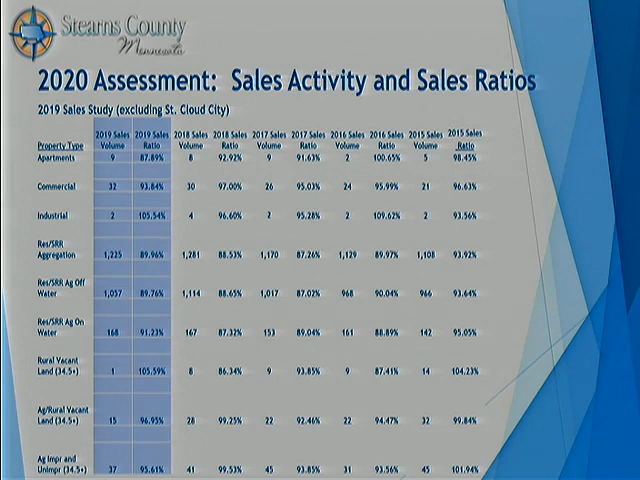 Stearns County
Minnesota
2020 Assessment: Sales Activity and Sales Ratios
2019 Sales Study (excluding St. Cloud City)
Property Type 2019 Sales Volume 2019 Sales Ratio 2018 Sales Volume 2018 Sales Ratio 2017 Sales Volume 2017 Sales Ratio 2016 Sales Volume 2016 Sales Ratio 2015 Sales Volume 2015 Sales Ratio
Apartments 9 87.89% 8 92.92% 9 91.63% 2 100.65% 5 98.45%
Commercial 32 93.84% 30 97.00% 26 95.03% 24 95.99% 21 96.63%
Industrial 2 105.54% 4 96.60% 2 95.28% 2 109.62% 2 93.56%
Res/SRR
Aggregation 1,225 89.96% 1,281 88.53% 1,170 87.26% 1,129 89.97% 1,108 93.92%
Res/SRR Ag Off
Water 1,057 89.76% 1,114 88.65% 1,017 87.02% 968 90.04% 966 93.64%
Res/SRR Ag On
Water 168 91.23% 167 87.32% 153 89.04% 161 88.89% 142 95.05%
Rural Vacant
Land (34.5+) 1 105.59% 8 86.34% 9 93.85% 9 87.41% 14 104.23%
Ag/Rural Vacant
Land (34.5+) 15 96.95% 28 99.25% 22 92.46% 22 94.47% 32 99.84%
Ag Impr and
Unimpr (34.5+) 37 95.61% 41 99.53% 45 93.85% 31 93.56% 45 101.94%